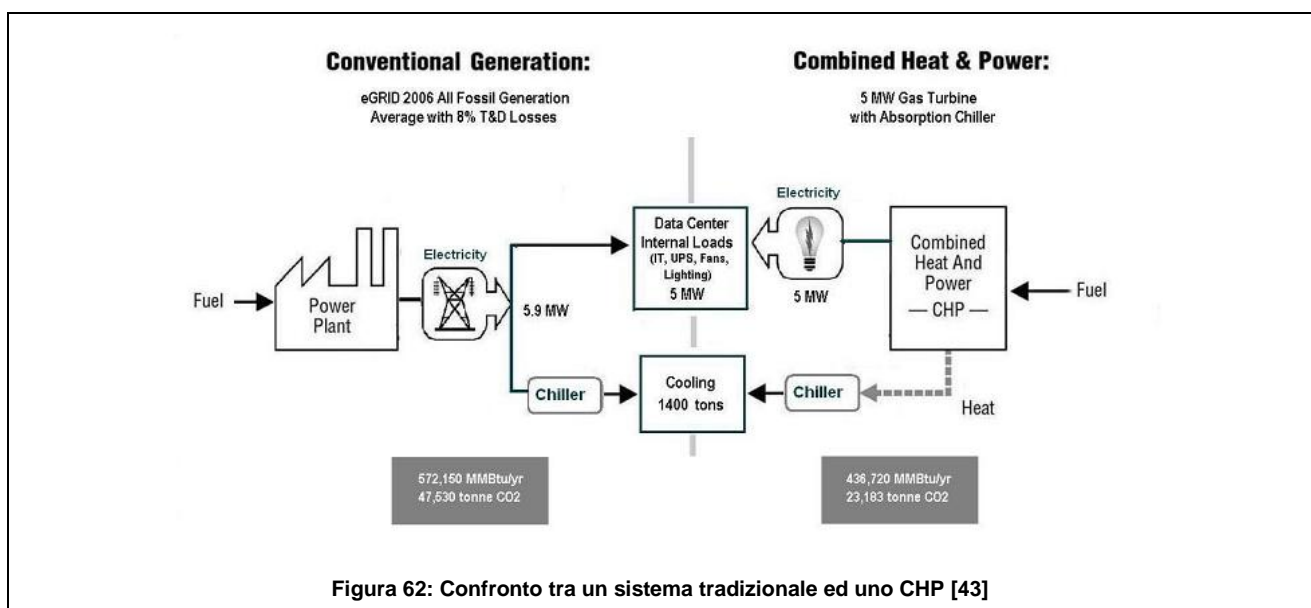 Conventional Generation:
eGRID 2006 All Fossil Generation
Average with 8% T&D Losses
Combined Heat & Power:
5 MW Gas Turbine
with Absorption Chiller
Fuel
Power
Plant
Electricity
5.9 MW
Data Center
Internal Loads
(IT, UPS, Fans,
Lighting)
5 MW
Electricity
5 MW
Combined
Heat And
Power
— CHP —
Fuel
Chiller
Cooling
1400 tons
Chiller
Heat
572,150 MMBtu/yr
47,530 tonne CO2
436,720 MMBtu/yr
23,183 tonne CO2
Figura 62: Confronto tra un sistema tradizionale ed uno CHP [43]